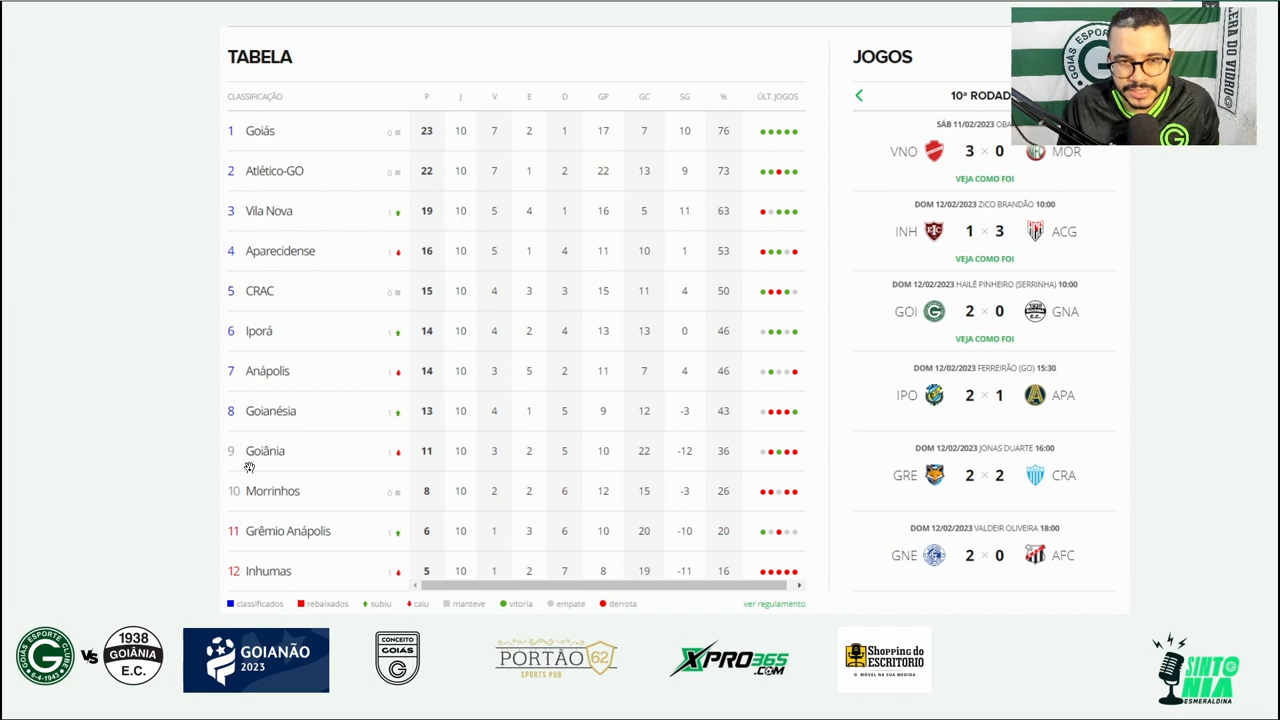 TABELA
CLASSIFICAÇÃO J V E D GP GC SG % ÚLT. JOGOS
1 Goiás 0 23 10 7 2 1 17 7 10 76
2 Atlético-GO 0 22 10 7 1 2 22 13 9 73
3 Vila Nova 1 19 10 5 4 1 16 5 11 63
4 Aparecidense 1 16 10 5 1 4 11 10 1 53
5 CRAC 0 15 10 4 3 3 15 11 4 50
6 Iporá 1 14 10 4 2 4 13 13 0 46
7 Anápolis 1 14 10 3 5 2 11 7 4 46
8 Goianésia 1 13 10 4 1 5 9 12 -3 43
9 Goiânia 1 11 10 3 2 5 10 22 -12 36
10 Morrinhos 0 8 10 2 2 6 12 15 -3 26
11 Grêmio Anápolis 1 6 10 1 3 6 10 20 -10 20
12 Inhumas 1 5 10 1 2 7 8 19 -11 16
classificados rebaixados subiu caiu manteve vitoria empate derrota ver regulamento
JOGOS
10ª RODAD
SÁB 11/02/2023 OBA
VNO 3 × 0 MOR
VEJA COMO FOI
DOM 12/02/2023 ZICO BRANDÃO 10:00
INH 1 × 3 ACG
VEJA COMO FOI
DOM 12/02/2023 HAILÉ PINHEIRO (SERRINHA) 10:00
GOI 2 × 0 GNA
VEJA COMO FOI
DOM 12/02/2023 FERREIRÃO (GO) 15:30
IPO 2 × 1 APA
DOM 12/02/2023 JONAS DUARTE 16:00
GRE 2 × 2 CRA
DOM 12/02/2023 VALDEIR OLIVEIRA 18:00
GNE 2 × 0 AFC
GOIÁS ESPORTE CLUBE
6-4-1943
VS
1938
GOIÂNIA
E.C.
GOIANÃO
2023
CONCEITO
GOIÁS
PORTÃO 62
SPORTS PUB
XPRO365
.COM
Shopping do
ESCRITÓRIO
O MÓVEL NA SUA MEDIDA
SINTONIA
ESMERALDINA